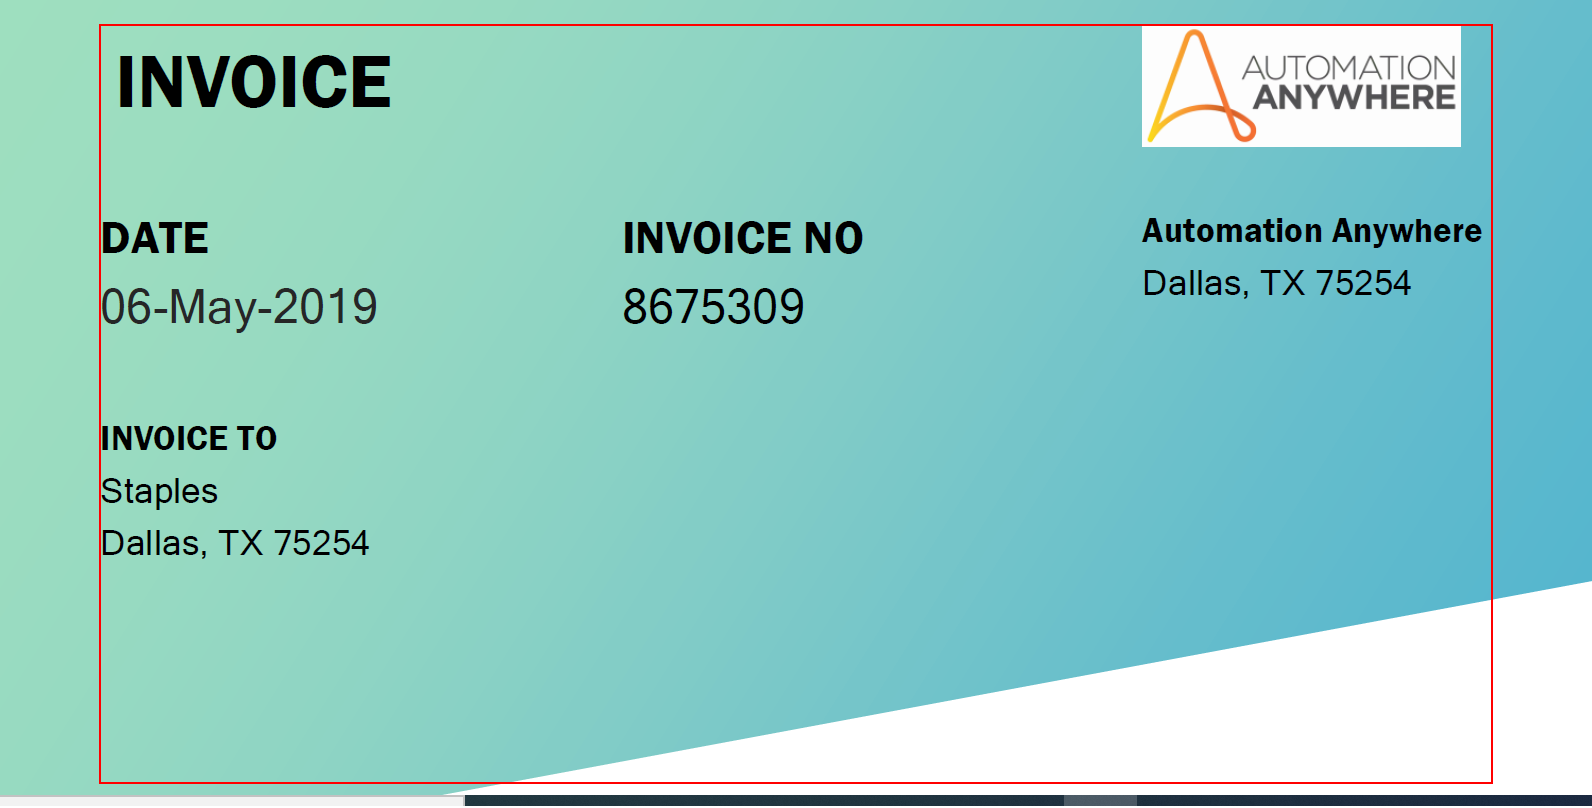 INVOICE
AUTOMATION
ANYWHERE
DATE
06-May-2019
INVOICE NO
8675309
Automation Anywhere
Dallas, TX 75254
INVOICE TO
Staples
Dallas, TX 75254